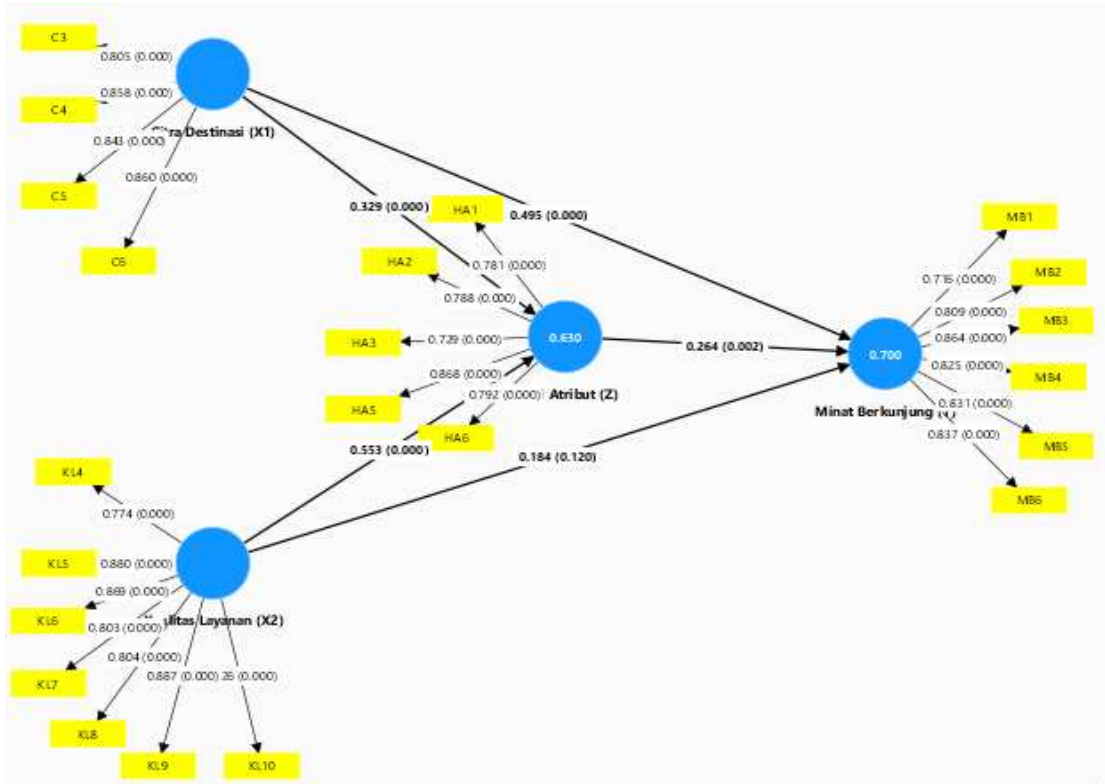 C3
0.805 (0.000)
C4
0.858 (0.000)
C5
0.843 (0.000)
C6
0.860 (0.000)
Destinasi (X1)
0.329 (0.000)
0.495 (0.000)
HA1
0.781 (0.000)
HA2
0.788 (0.000)
HA3
0.729 (0.000)
HA5
0.868 (0.000)
HA6
0.792 (0.000)
0.630
Atribut (Z)
0.264 (0.002)
0.553 (0.000)
0.184 (0.120)
0.700
Minat Berkunjung
MB1
0.716 (0.000)
MB2
0.809 (0.000)
MB3
0.864 (0.000)
MB4
0.825 (0.000)
MB5
0.831 (0.000)
MB6
0.837 (0.000)
KL4
0.774 (0.000)
KL5
0.880 (0.000)
KL6
0.869 (0.000)
KL7
0.803 (0.000)
KL8
0.804 (0.000)
KL9
0.887 (0.000)
KL10
26 (0.000)
Layanan (X2)